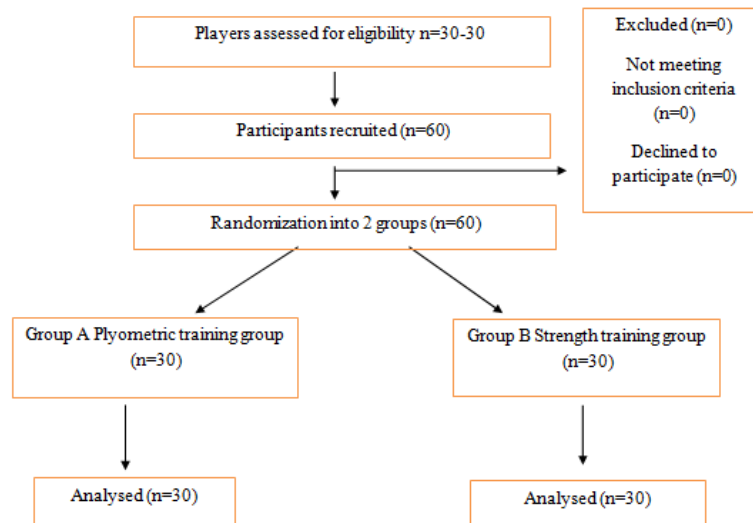 Players assessed for eligibility n=30-30
Excluded (n=0)
Not meeting
inclusion criteria
(n=0)
Declined to
participate (n=0)
Participants recruited (n=60)
Randomization into 2 groups (n=60)
Group A Plyometric training group
(n=30)
Group B Strength training group
(n=30)
Analysed (n=30)
Analysed (n=30)